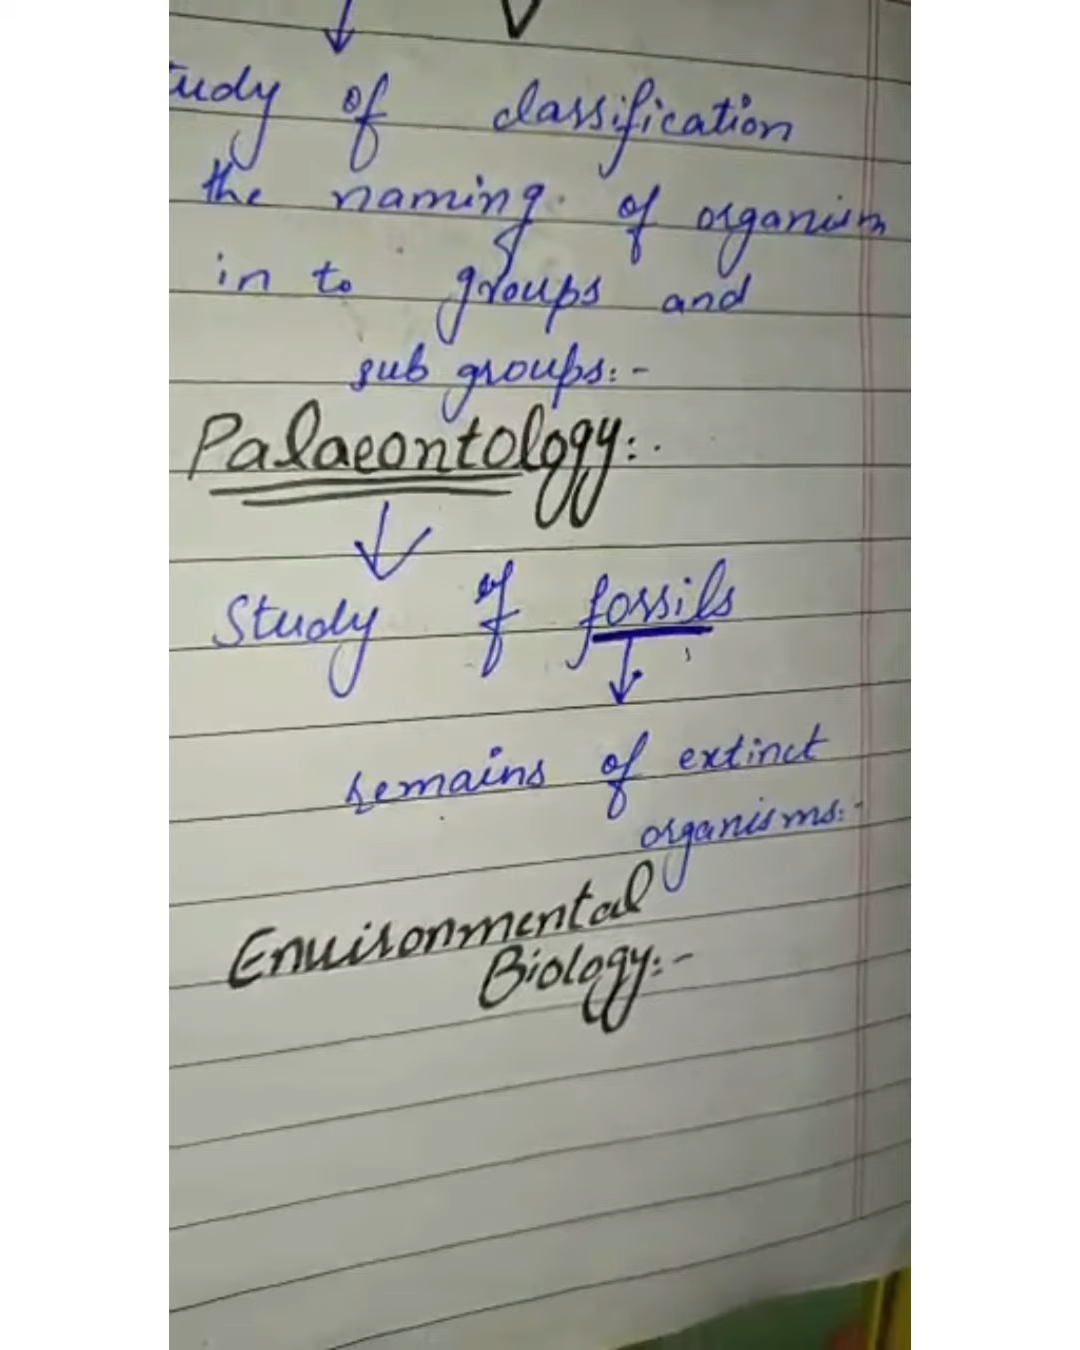 tudy of classification
the naming of organism
in to groups and
sub groups:-
Palaeontology:.
Study of fossils
remains of extinct
organisms:-
Environmental
Biology:-